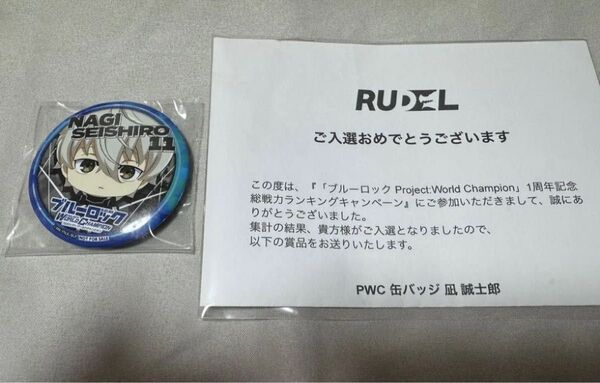 NAGI
SEISHIRO
11
ブルーロック
WORLD CHAMPION
NOT FOR SALE
RUDEL
ご入選おめでとうございます
この度は、『「ブルーロック Project:World Champion」1周年記念
総戦力ランキングキャンペーン』にご参加いただきまして、誠にあ
りがとうございました。
集計の結果、貴方様がご入選となりましたので、
以下の賞品をお送りいたします。
PWC 缶バッジ 凪 誠士郎